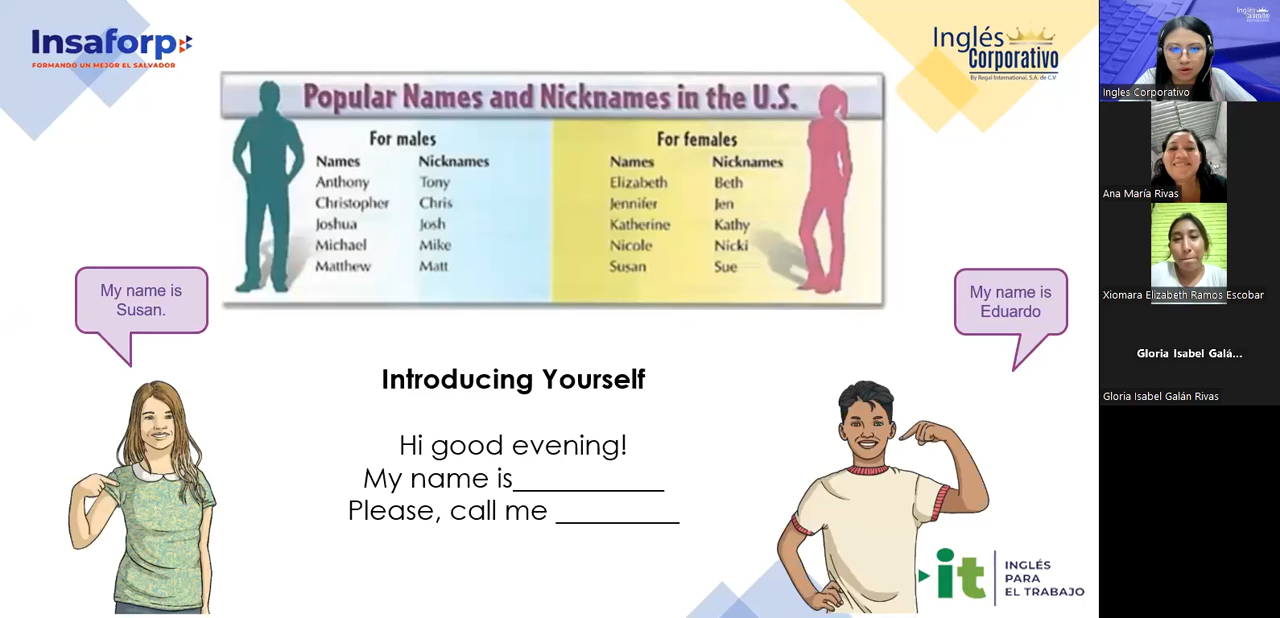 Insaforp
FORMANDO UN MEJOR EL SALVADOR
Inglés
Corporativo
By Regal International, S.A. de C.V
Popular Names and Nicknames in the U.S.
For males
Names Nicknames
Anthony Tony
Christopher Chris
Joshua Josh
Michael Mike
Matthew Matt
For females
Names Nicknames
Elizabeth Beth
Jennifer Jen
Katherine Kathy
Nicole Nicki
Susan Sue
My name is
Susan.
My name is
Eduardo
Introducing Yourself
Hi good evening!
My name is___________
Please, call me _________
it
INGLÉS
PARA
EL TRABAJO
Inglés
Ingles Corporativo
Ana María Rivas
Xiomara Elizabeth Ramos Escobar
Gloria Isabel Galá...
Gloria Isabel Galán Rivas